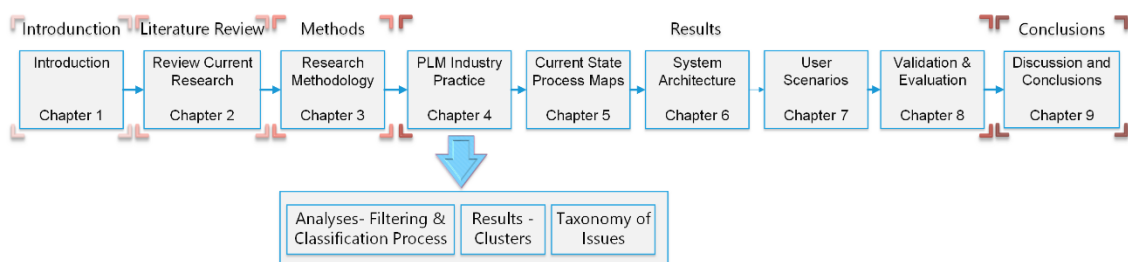 Introdunction
Literature Review
Methods
Results
Conclusions
Introduction
Chapter 1
Review Current
Research
Chapter 2
Research
Methodology
Chapter 3
PLM Industry
Practice
Chapter 4
Current State
Process Maps
Chapter 5
System
Architecture
Chapter 6
User
Scenarios
Chapter 7
Validation &
Evaluation
Chapter 8
Discussion and
Conclusions
Chapter 9
Analyses- Filtering &
Classification Process
Results -
Clusters
Taxonomy of
Issues